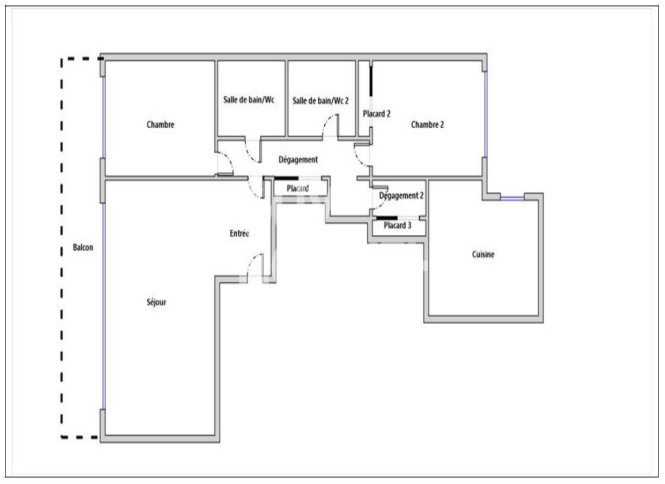 Salle de bain/Wc
Salle de bain/Wc 2
Placard 2
Chambre
Chambre 2
Dégagement
Placard
Dégagement 2
Placard 3
Entrée
Balcon
Cuisine
Séjour